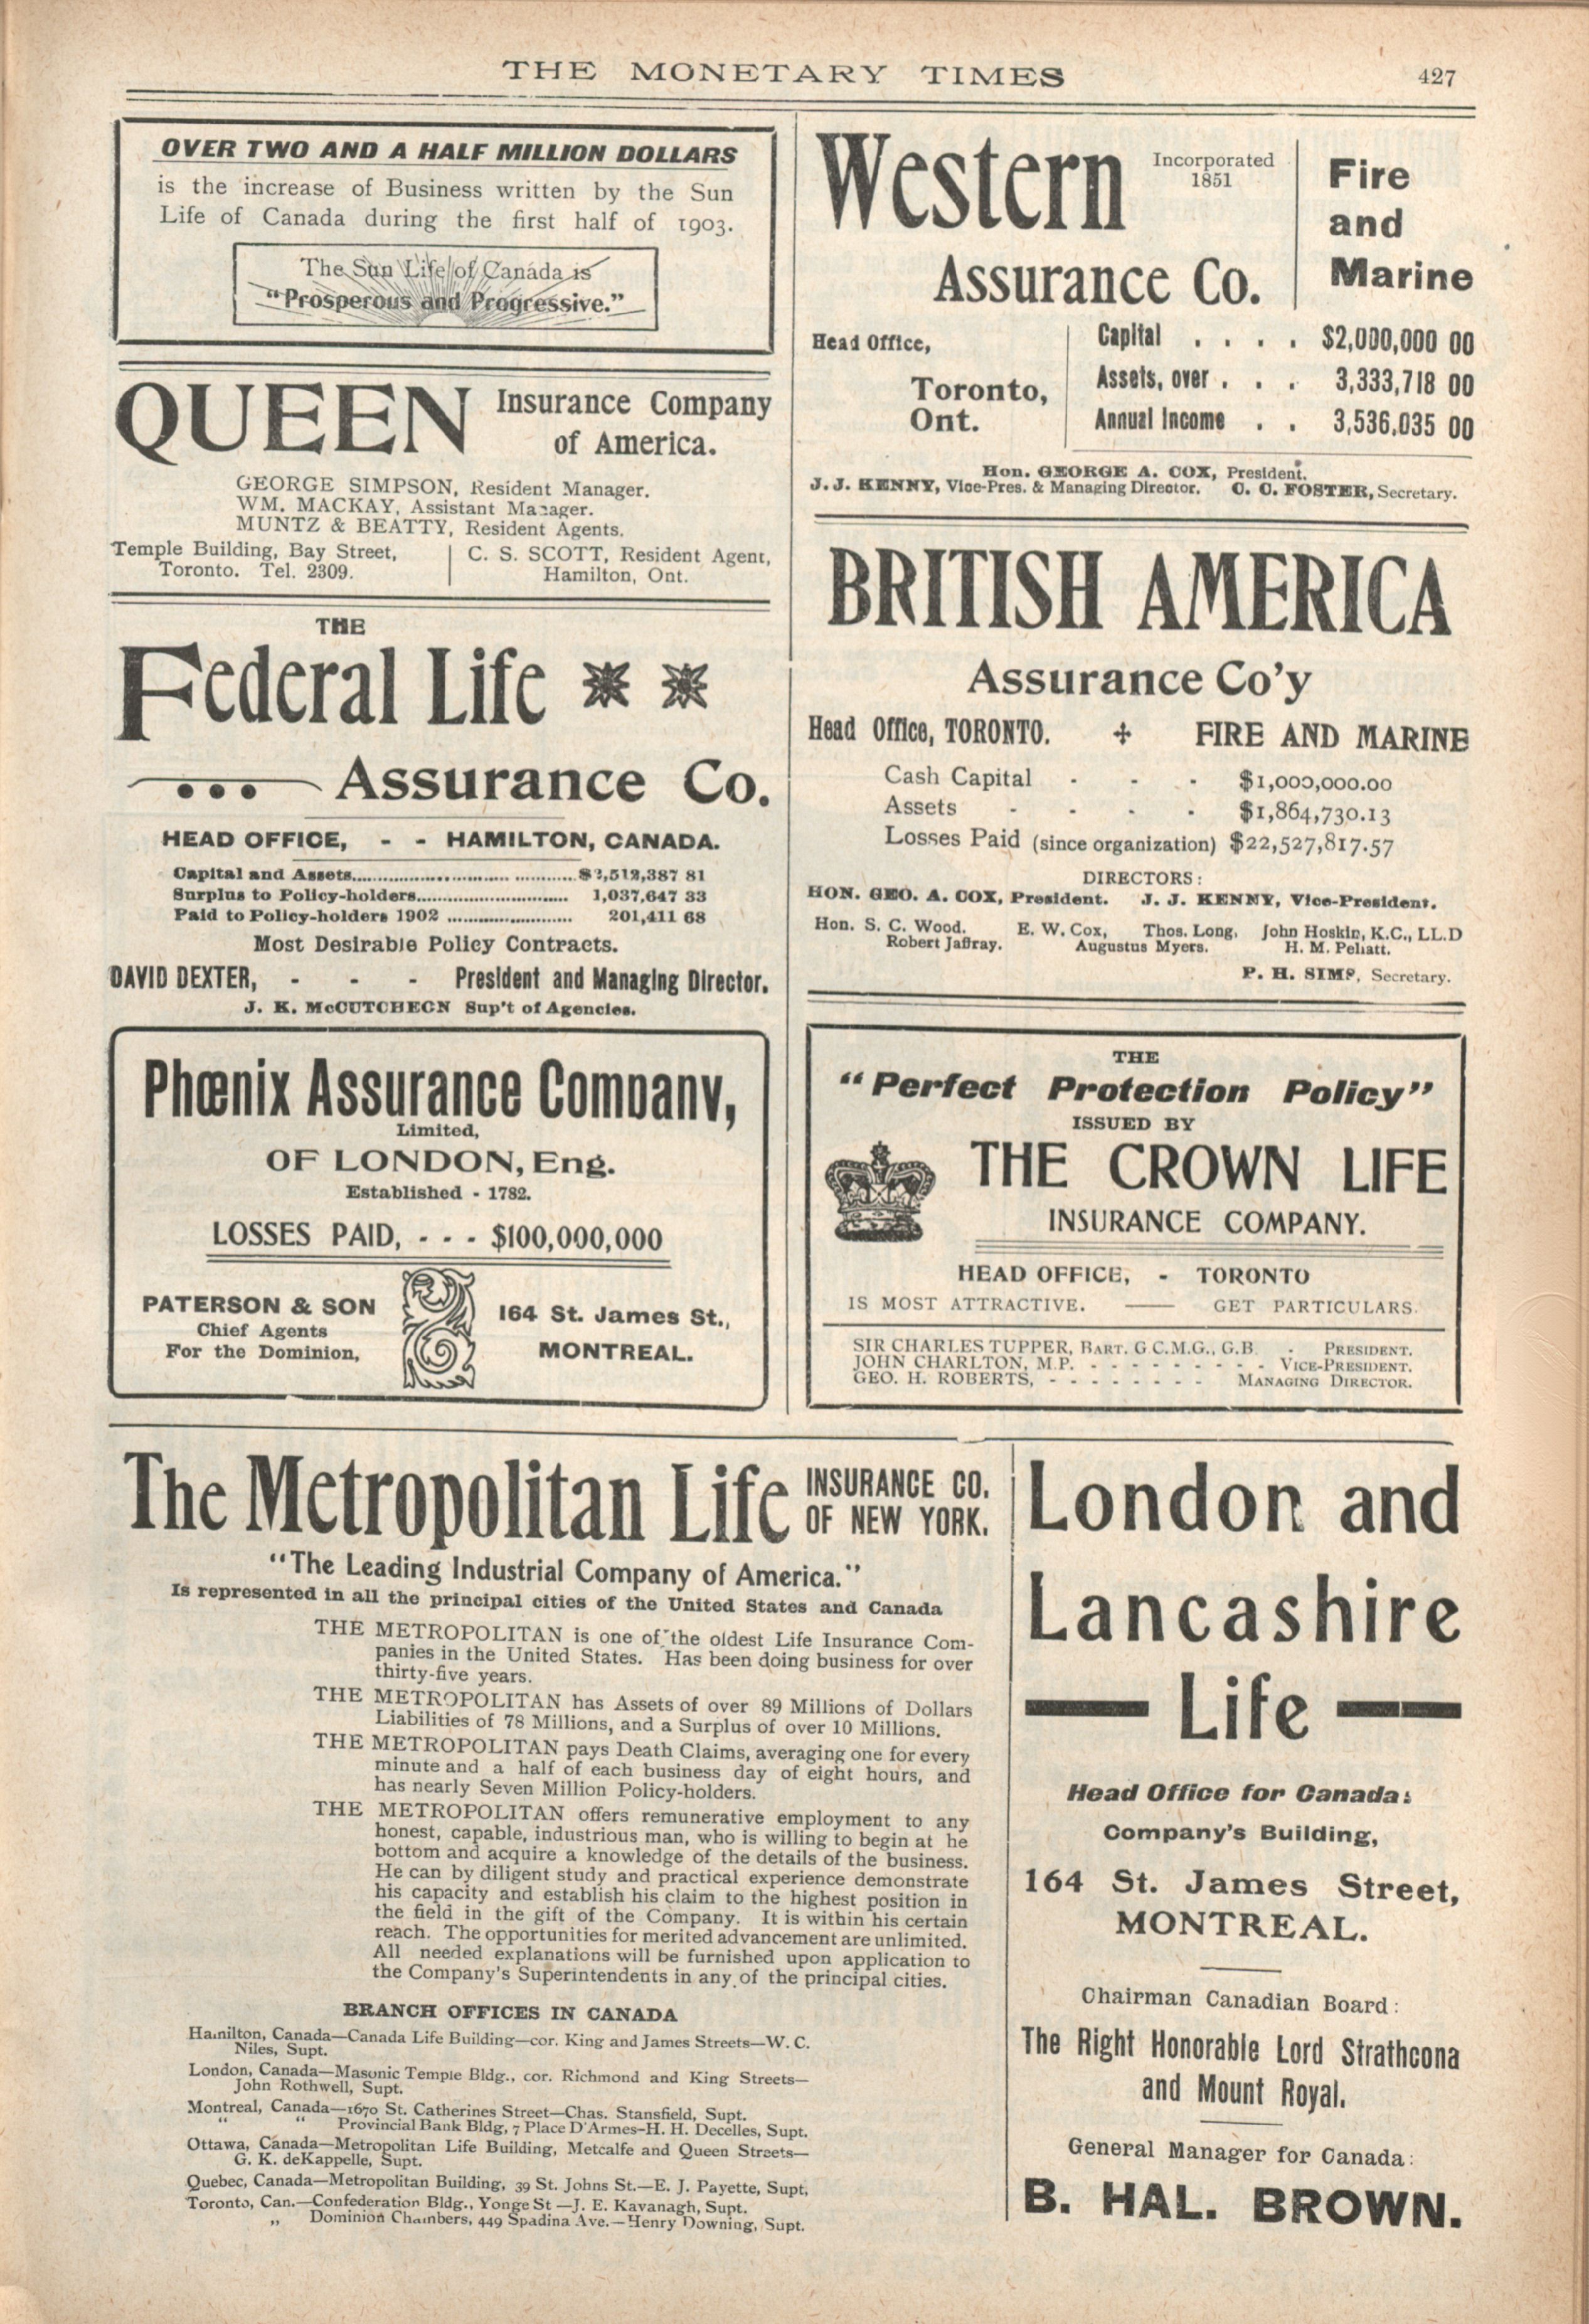 THE MONETARY TIMES
427
OVER TWO AND A HALF MILLION DOLLARS
is the increase of Business written by the Sun
Life of Canada during the first half of 1903.
The Sun Life of Canada is
"Prosperous and Progressive."
QUEEN Insurance Company
of America.
GEORGE SIMPSON, Resident Manager.
WM. MACKAY, Assistant Manager.
MUNTZ & BEATTY, Resident Agents.
Temple Building, Bay Street,
Toronto. Tel. 2309.
C. S. SCOTT, Resident Agent,
Hamilton, Ont.
THE
Federal Life
Assurance Co.
HEAD OFFICE, - - HAMILTON, CANADA.
Capital and Assets
Surplus to Policy-holders 1,037,647 33
Paid to Policy-holders 1902 201,411 68
Most Desirable Policy Contracts.
DAVID DEXTER, - - - President and Managing Director.
J. K. McCUTCHEON Sup't of Agencies.
Phœnix Assurance Company,
Limited,
OF LONDON, Eng.
Established - 1782.
LOSSES PAID, - - - $100,000,000
PATERSON & SON
Chief Agents
For the Dominion,
164 St. James St.,
MONTREAL.
Western
Incorporated
1851
Fire
and
Marine
Assurance Co.
Head Office,
Toronto,
Ont.
Capital . . . . $2,000,000 00
Assets, over . . . 3,333,718 00
Annual Income . . 3,536,035 00
Hon. GEORGE A. COX, President.
J. J. KENNY, Vice-Pres. & Managing Director. C. C. FOSTER, Secretary.
BRITISH AMERICA
Assurance Co'y
Head Office, TORONTO. FIRE AND MARINE
Cash Capital - - - $1,000,000.00
Assets - - - - $1,864,730.13
Losses Paid (since organization) $22,527,817.57
DIRECTORS:
HON. GEO. A. COX, President. J. J. KENNY, Vice-President.
Hon. S. C. Wood. E. W. Cox, Thos. Long, John Hoskin, K.C., LL.D
Robert Jaffray. Augustus Myers. H. M. Pellatt.
P. H. SIMS, Secretary.
THE
"Perfect Protection Policy"
ISSUED BY
THE CROWN LIFE
INSURANCE COMPANY.
HEAD OFFICE, - TORONTO
IS MOST ATTRACTIVE. —— GET PARTICULARS.
SIR CHARLES TUPPER, BART. G.C.M.G., G.B. - PRESIDENT.
JOHN CHARLTON, M.P. - - - - - - - - - VICE-PRESIDENT.
GEO. H. ROBERTS, - - - - - - - - MANAGING DIRECTOR.
The Metropolitan Life INSURANCE CO.
OF NEW YORK.
"The Leading Industrial Company of America."
Is represented in all the principal cities of the United States and Canada
THE METROPOLITAN is one of the oldest Life Insurance Com-
panies in the United States. Has been doing business for over
thirty-five years.
THE METROPOLITAN has Assets of over 89 Millions of Dollars
Liabilities of 78 Millions, and a Surplus of over 10 Millions.
THE METROPOLITAN pays Death Claims, averaging one for every
minute and a half of each business day of eight hours, and
has nearly Seven Million Policy-holders.
THE METROPOLITAN offers remunerative employment to any
honest, capable, industrious man, who is willing to begin at he
bottom and acquire a knowledge of the details of the business.
He can by diligent study and practical experience demonstrate
his capacity and establish his claim to the highest position in
the field in the gift of the Company. It is within his certain
reach. The opportunities for merited advancement are unlimited.
All needed explanations will be furnished upon application to
the Company's Superintendents in any of the principal cities.
BRANCH OFFICES IN CANADA
Hamilton, Canada—Canada Life Building—cor. King and James Streets—W. C.
Niles, Supt.
London, Canada—Masonic Temple Bldg., cor. Richmond and King Streets—
John Rothwell, Supt.
Montreal, Canada—1670 St. Catherines Street—Chas. Stansfield, Supt.
" " Provincial Bank Bldg, 7 Place D'Armes-H. H. Decelles, Supt.
Ottawa, Canada—Metropolitan Life Building, Metcalfe and Queen Streets—
G. K. deKappelle, Supt.
Quebec, Canada—Metropolitan Building, 39 St. Johns St.—E. J. Payette, Supt,
Toronto, Can.—Confederation Bldg., Yonge St —J. E. Kavanagh, Supt.
,, Dominion Chambers, 449 Spadina Ave.—Henry Downing, Supt.
London and
Lancashire
Life
Head Office for Canada:
Company's Building,
164 St. James Street,
MONTREAL.
Chairman Canadian Board:
The Right Honorable Lord Strathcona
and Mount Royal.
General Manager for Canada:
B. HAL. BROWN.